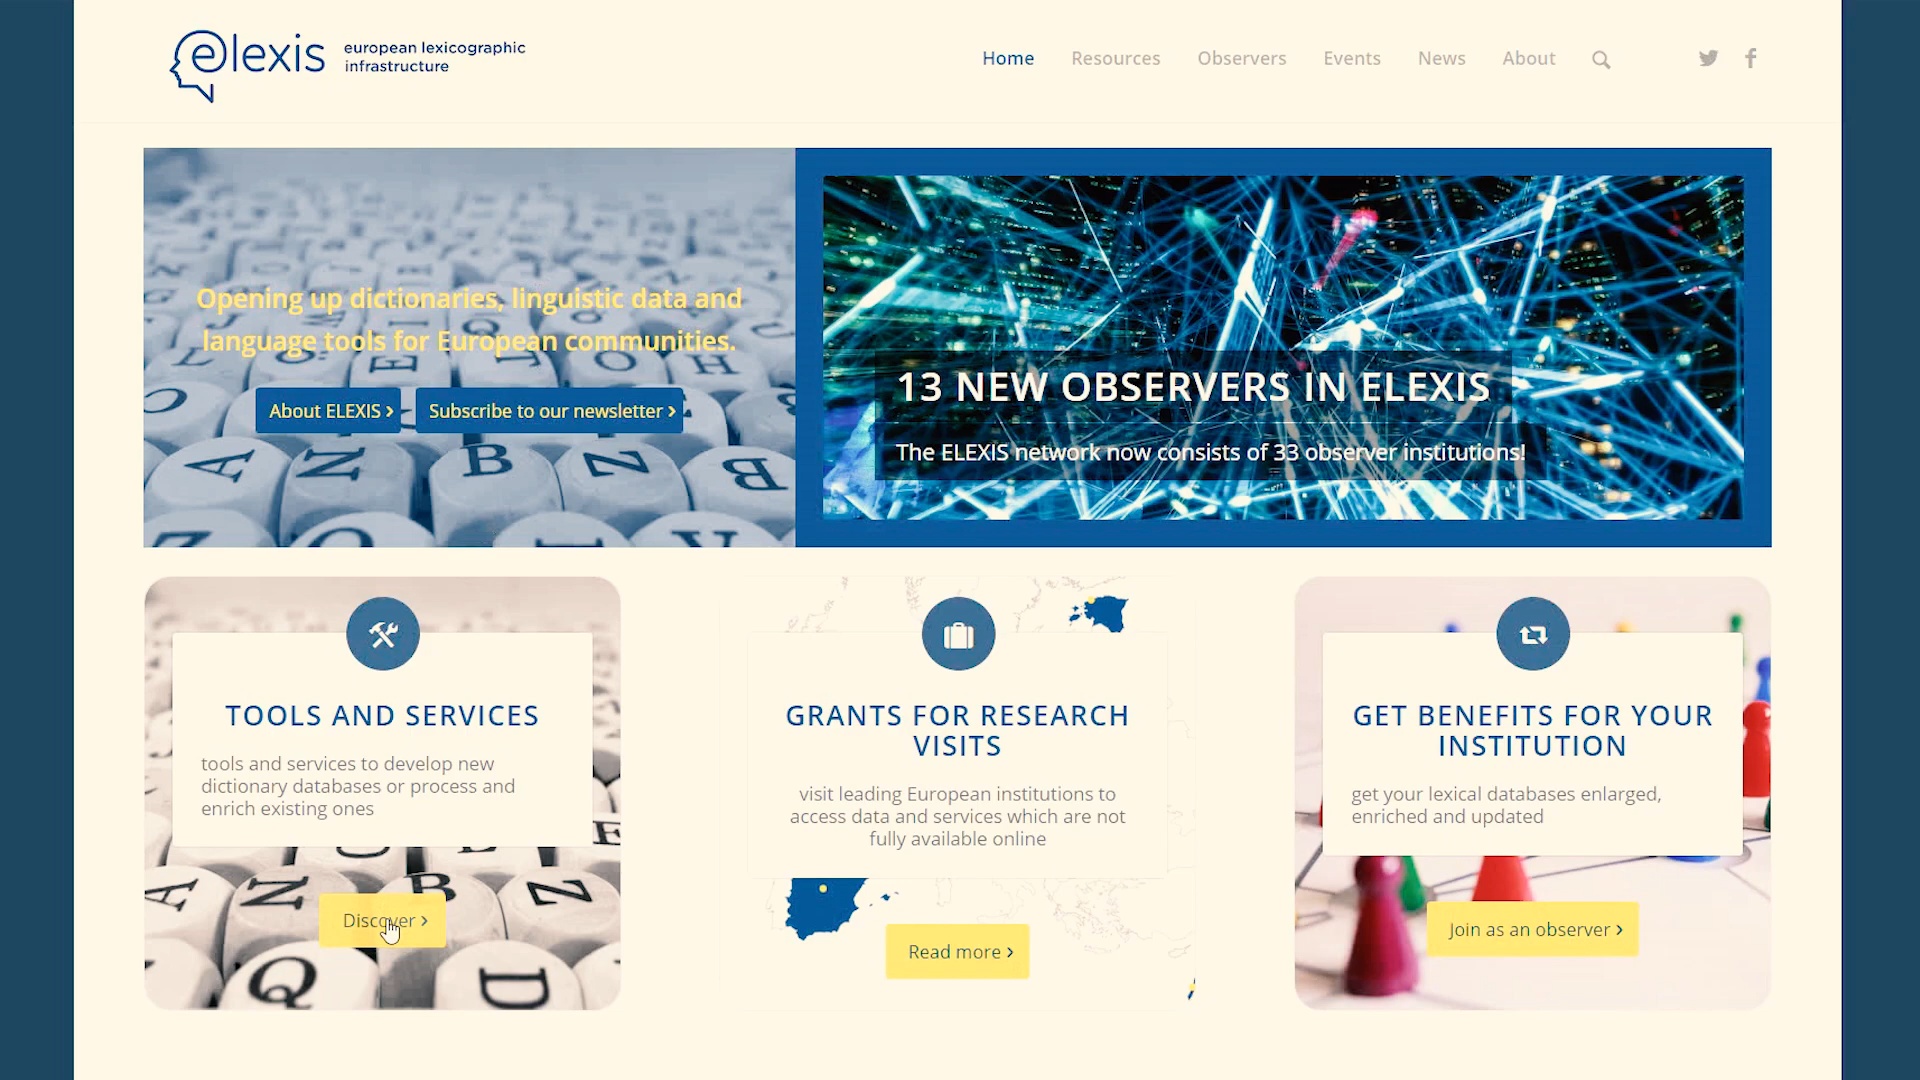 elexis european lexicographic
infrastructure
Home Resources Observers Events News About
Opening up dictionaries, linguistic data and
language tools for European communities.
About ELEXIS › Subscribe to our newsletter ›
13 NEW OBSERVERS IN ELEXIS
The ELEXIS network now consists of 33 observer institutions!
TOOLS AND SERVICES
tools and services to develop new
dictionary databases or process and
enrich existing ones
Discover ›
GRANTS FOR RESEARCH
VISITS
visit leading European institutions to
access data and services which are not
fully available online
Read more ›
GET BENEFITS FOR YOUR
INSTITUTION
get your lexical databases enlarged,
enriched and updated
Join as an observer ›